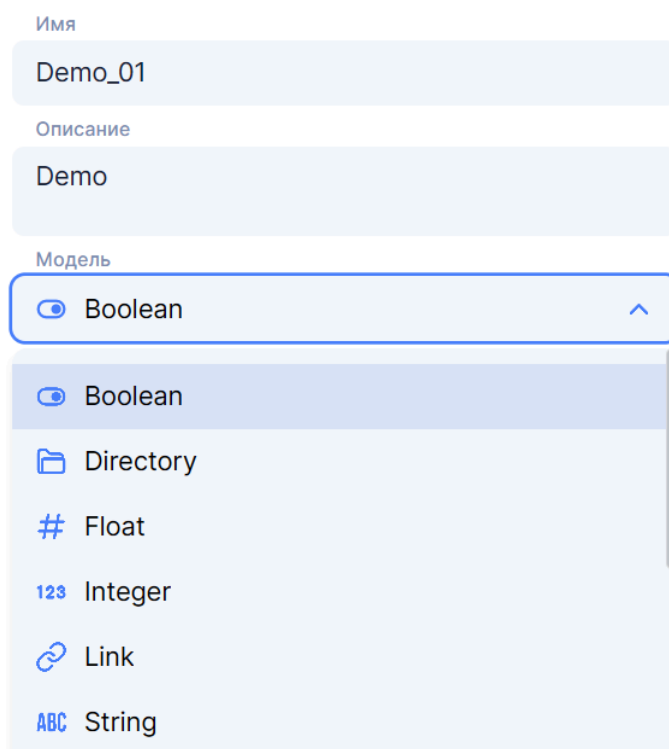 Имя
Demo_01
Описание
Demo
Модель
Boolean
Boolean
Directory
Float
123 Integer
Link
ABC String